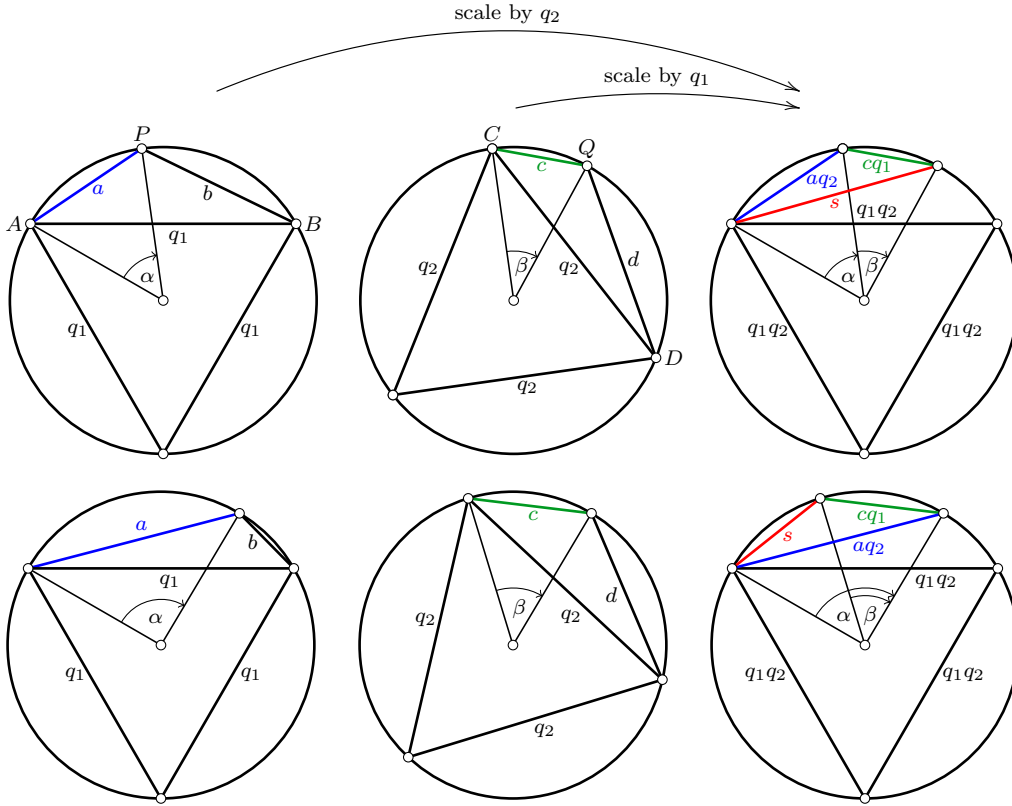 scale by q₂
scale by q₁
P
a
b
A
B
q₁
α
q₁
q₁
C
Q
c
q₂
q₂
d
β
D
q₂
cq₁
aq₂
s
q₁q₂
α
β
q₁q₂
q₁q₂
a
b
q₁
α
q₁
q₁
c
q₂
β
q₂
d
q₂
s
cq₁
aq₂
q₁q₂
α
β
q₁q₂
q₁q₂